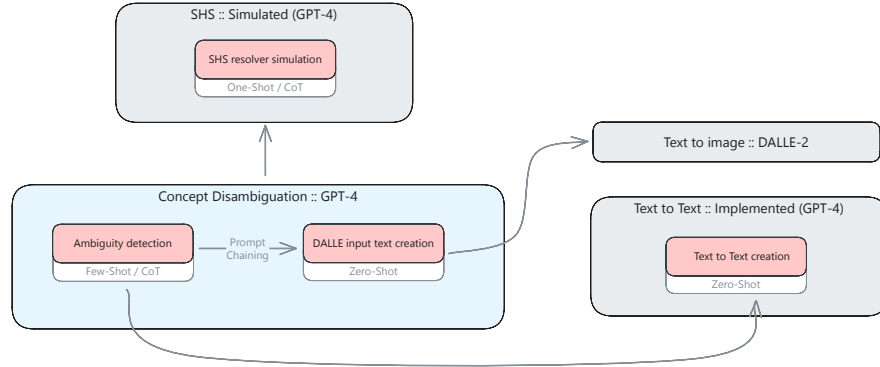 SHS :: Simulated (GPT-4)
SHS resolver simulation
One-Shot / CoT
Text to image :: DALLE-2
Concept Disambiguation :: GPT-4
Ambiguity detection
Few-Shot / CoT
Prompt
Chaining
DALLE input text creation
Zero-Shot
Text to Text :: Implemented (GPT-4)
Text to Text creation
Zero-Shot